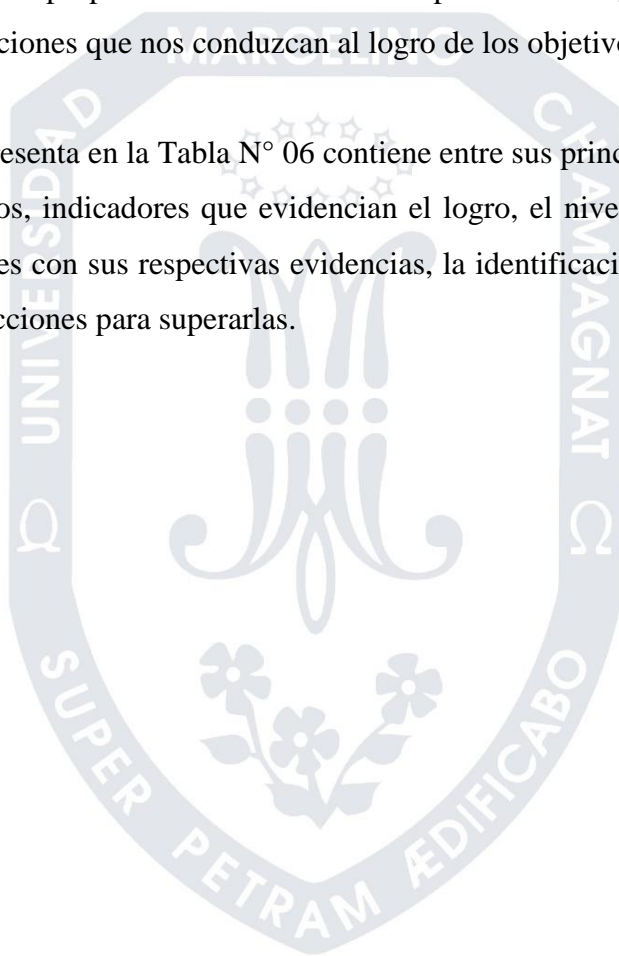 ciones que nos conduzcan al logro de los objetivo
resenta en la Tabla N° 06 contiene entre sus princ
os, indicadores que evidencian el logro, el nive
es con sus respectivas evidencias, la identificaci
cciones para superarlas.
UNIVERSIDAD
MARCELINO
CHAMPAGNAT
Ω Ω
SUPER PETRAM ÆDIFICABO